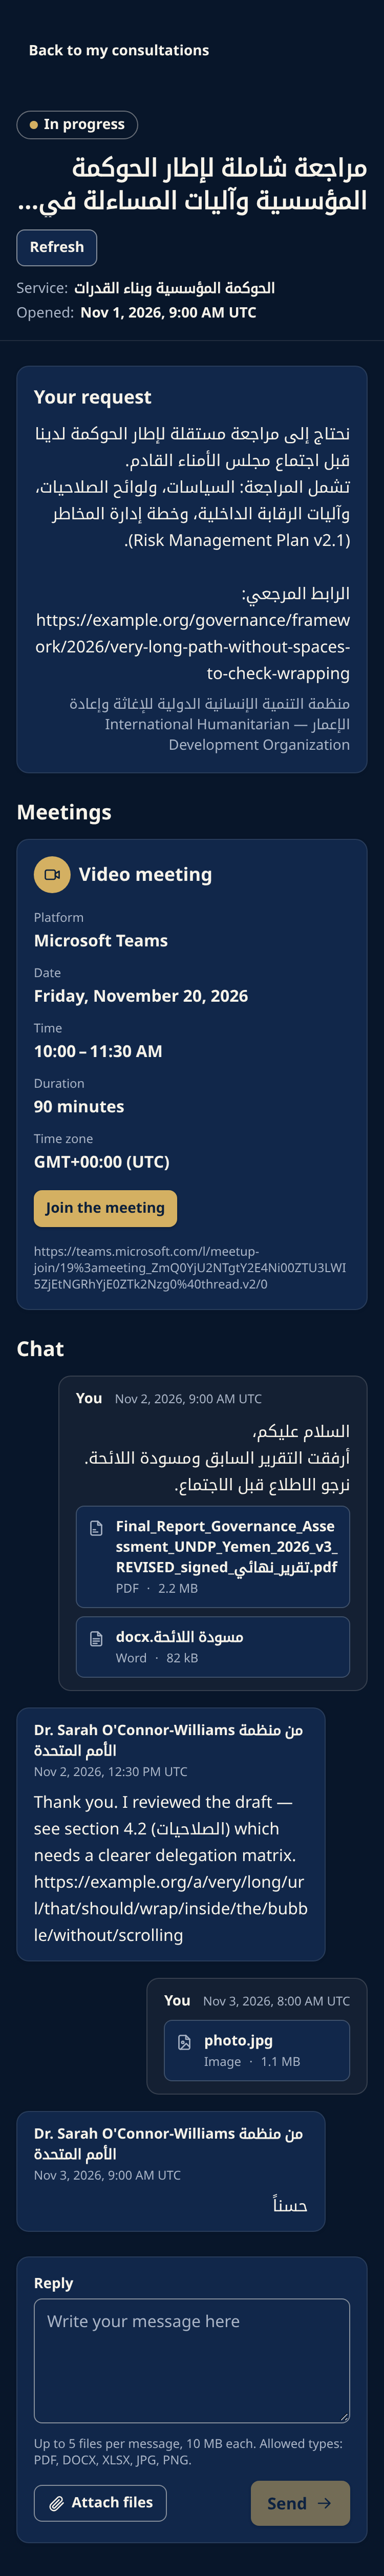 Back to my consultations
In progress
مراجعة شاملة لإطار الحوكمة
المؤسسية وآليات المساءلة في...
Refresh
Service: الحوكمة المؤسسية وبناء القدرات
Opened: Nov 1, 2026, 9:00 AM UTC
Your request
نحتاج إلى مراجعة مستقلة لإطار الحوكمة لدينا
قبل اجتماع مجلس الأمناء القادم.
تشمل المراجعة: السياسات، ولوائح الصلاحيات،
وآليات الرقابة الداخلية، وخطة إدارة المخاطر
(Risk Management Plan v2.1).
الرابط المرجعي:
https://example.org/governance/framew
ork/2026/very-long-path-without-spaces-
to-check-wrapping
منظمة التنمية الإنسانية الدولية للإغاثة وإعادة
الإعمار — International Humanitarian
Development Organization
Meetings
Video meeting
Platform
Microsoft Teams
Date
Friday, November 20, 2026
Time
10:00 – 11:30 AM
Duration
90 minutes
Time zone
GMT+00:00 (UTC)
Join the meeting
https://teams.microsoft.com/l/meetup-
join/19%3ameeting_ZmQ0YjU2NTgtY2E4Ni00ZTU3LWI
5ZjEtNGRhYjE0ZTk2Nzg0%40thread.v2/0
Chat
You Nov 2, 2026, 9:00 AM UTC
السلام عليكم،
أرفقت التقرير السابق ومسودة اللائحة.
نرجو الاطلاع قبل الاجتماع.
Final_Report_Governance_Asse
ssment_UNDP_Yemen_2026_v3_
REVISED_signed_تقرير_نهائي.pdf
PDF · 2.2 MB
مسودة اللائحة.docx
Word · 82 kB
Dr. Sarah O'Connor-Williams من منظمة
الأمم المتحدة
Nov 2, 2026, 12:30 PM UTC
Thank you. I reviewed the draft —
see section 4.2 (الصلاحيات) which
needs a clearer delegation matrix.
https://example.org/a/very/long/ur
l/that/should/wrap/inside/the/bubb
le/without/scrolling
You Nov 3, 2026, 8:00 AM UTC
photo.jpg
Image · 1.1 MB
Dr. Sarah O'Connor-Williams من منظمة
الأمم المتحدة
Nov 3, 2026, 9:00 AM UTC
حسناً
Reply
Write your message here
Up to 5 files per message, 10 MB each. Allowed types:
PDF, DOCX, XLSX, JPG, PNG.
Attach files
Send →